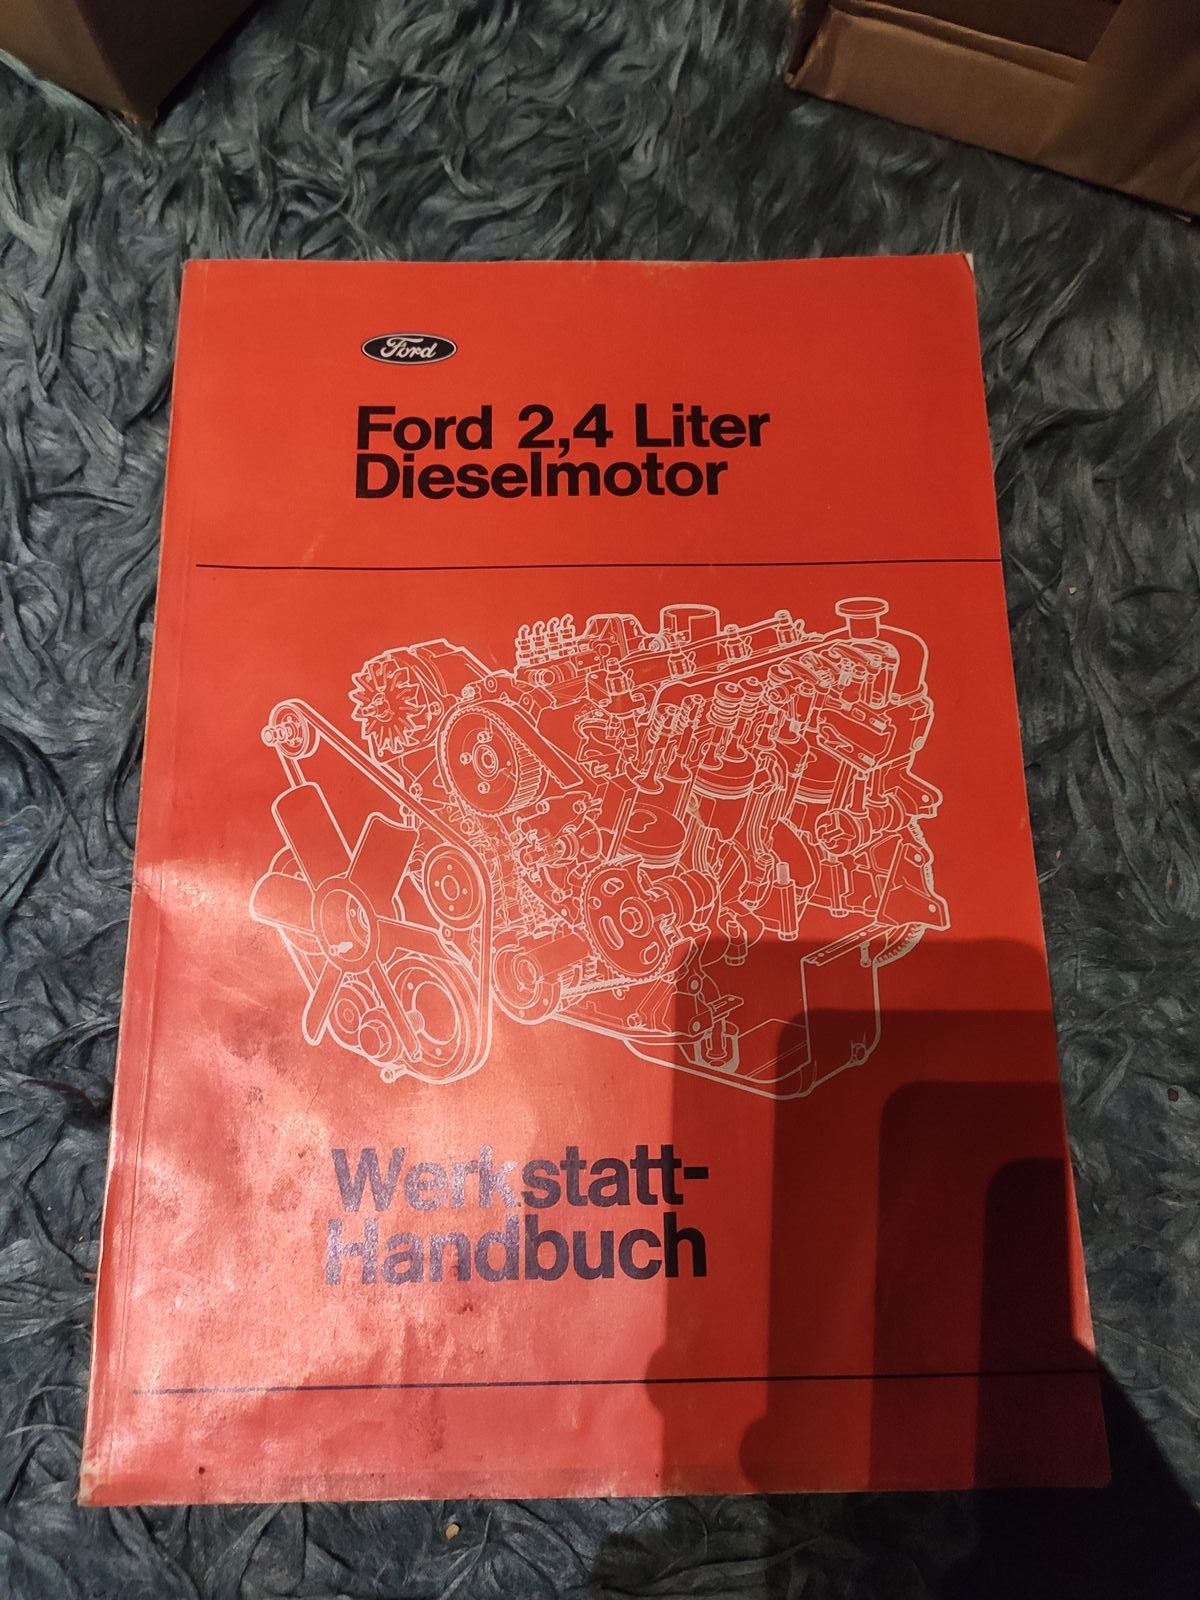 Ford
Ford 2,4 Liter
Dieselmotor
Werkstatt-
Handbuch